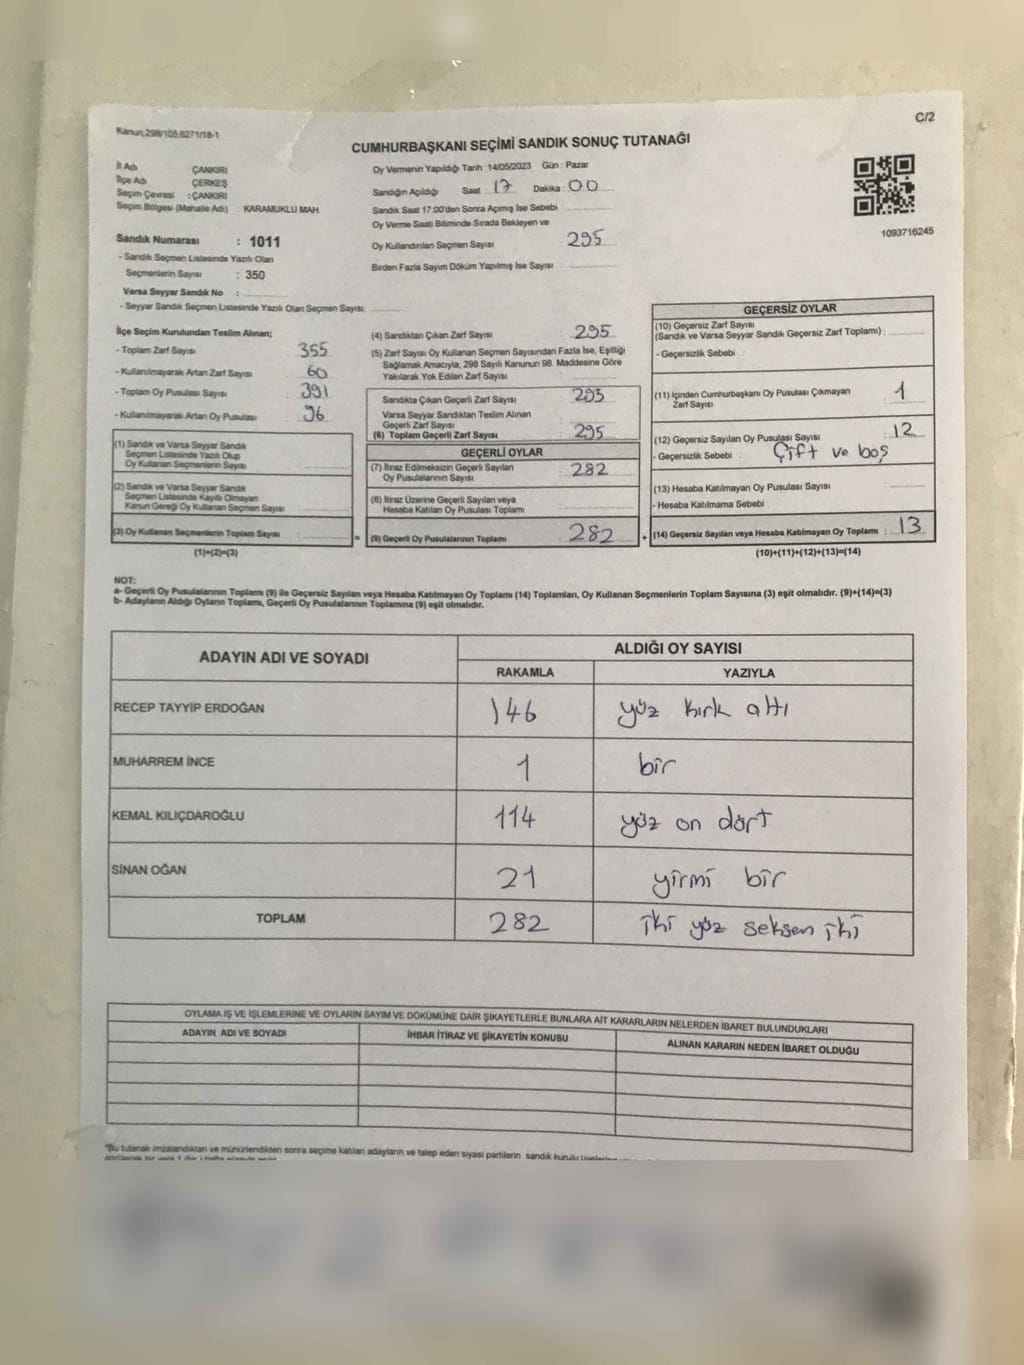 Kanun,298/105,6271/18-1
C/2
CUMHURBAŞKANI SEÇİMİ SANDIK SONUÇ TUTANAĞI
İl Adı : ÇANKIRI
İlçe Adı : ÇERKEŞ
Seçim Çevresi : ÇANKIRI
Seçim Bölgesi (Mahalle Adı) : KARAMUKLU MAH
Sandık Numarası : 1011
- Sandık Seçmen Listesinde Yazılı Olan
Seçmenlerin Sayısı : 350
Varsa Seyyar Sandık No :
- Seyyar Sandık Seçmen Listesinde Yazılı Olan Seçmen Sayısı:
Oy Vermenin Yapıldığı Tarih :14/05/2023 Gün : Pazar
Sandığın Açıldığı Saat : 17 Dakika : 00
Sandık Saat 17:00'den Sonra Açımış İse Sebebi :
Oy Verme Saati Bitiminde Sırada Bekleyen ve
Oy Kullandırılan Seçmen Sayısı : 295
Birden Fazla Sayım Döküm Yapılmış İse Sayısı :
1093716245
İlçe Seçim Kurulundan Teslim Alınan;
- Toplam Zarf Sayısı : 355
- Kullanılmayarak Artan Zarf Sayısı : 60
- Toplam Oy Pusulası Sayısı : 391
- Kullanılmayarak Artan Oy Pusulası : 96
(1) Sandık ve Varsa Seyyar Sandık
Seçmen Listesinde Yazılı Olup
Oy Kullanan Seçmenlerin Sayısı :
(2) Sandık ve Varsa Seyyar Sandık
Seçmen Listesinde Kayıtlı Olmayan
Kanun Gereği Oy Kullanan Seçmen Sayısı :
(3) Oy Kullanan Seçmenlerin Toplam Sayısı :
(1)+(2)=(3)
(4) Sandıktan Çıkan Zarf Sayısı : 295
(5) Zarf Sayısı Oy Kullanan Seçmen Sayısından Fazla İse, Eşitliği
Sağlamak Amacıyla, 298 Sayılı Kanunun 98. Maddesine Göre
Yakılarak Yok Edilen Zarf Sayısı :
Sandıkta Çıkan Geçerli Zarf Sayısı : 295
Varsa Seyyar Sandıktan Teslim Alınan
Geçerli Zarf Sayısı :
(6) Toplam Geçerli Zarf Sayısı : 295
GEÇERLİ OYLAR
(7) İtiraz Edilmeksizin Geçerli Sayılan
Oy Pusulalarının Sayısı : 282
(8) İtiraz Üzerine Geçerli Sayılan veya
Hesaba Katılan Oy Pusulası Toplamı :
= (9) Geçerli Oy Pusulalarının Toplamı : 282
GEÇERSİZ OYLAR
(10) Geçersiz Zarf Sayısı
(Sandık ve Varsa Seyyar Sandık Geçersiz Zarf Toplamı) :
- Geçersizlik Sebebi :
(11) İçinden Cumhurbaşkanı Oy Pusulası Çıkmayan
Zarf Sayısı : 1
(12) Geçersiz Sayılan Oy Pusulası Sayısı : 12
- Geçersizlik Sebebi : Çift ve boş
(13) Hesaba Katılmayan Oy Pusulası Sayısı :
- Hesaba Katılmama Sebebi :
+ (14) Geçersiz Sayılan veya Hesaba Katılmayan Oy Toplamı : 13
(10)+(11)+(12)+(13)=(14)
NOT:
a- Geçerli Oy Pusulalarının Toplamı (9) ile Geçersiz Sayılan veya Hesaba Katılmayan Oy Toplamı (14) Toplamları, Oy Kullanan Seçmenlerin Toplam Sayısına (3) eşit olmalıdır. (9)+(14)=(3)
b- Adayların Aldığı Oyların Toplamı, Geçerli Oy Pusulalarının Toplamına (9) eşit olmalıdır.
ADAYIN ADI VE SOYADI ALDIĞI OY SAYISI
RAKAMLA YAZIYLA
RECEP TAYYİP ERDOĞAN 146 yüz kırk altı
MUHARREM İNCE 1 bir
KEMAL KILIÇDAROĞLU 114 yüz on dört
SİNAN OĞAN 21 yirmi bir
TOPLAM 282 iki yüz seksen iki
OYLAMA İŞ VE İŞLEMLERİNE VE OYLARIN SAYIM VE DÖKÜMÜNE DAİR ŞİKAYETLERLE BUNLARA AİT KARARLARIN NELERDEN İBARET BULUNDUKLARI
ADAYIN ADI VE SOYADI İHBAR İTİRAZ VE ŞİKAYETİN KONUSU ALINAN KARARIN NEDEN İBARET OLDUĞU
"Bu tutanak imzalandıktan ve mühürlendikten sonra seçime katılan adayların ve talep eden siyasi partilerin sandık kurulu